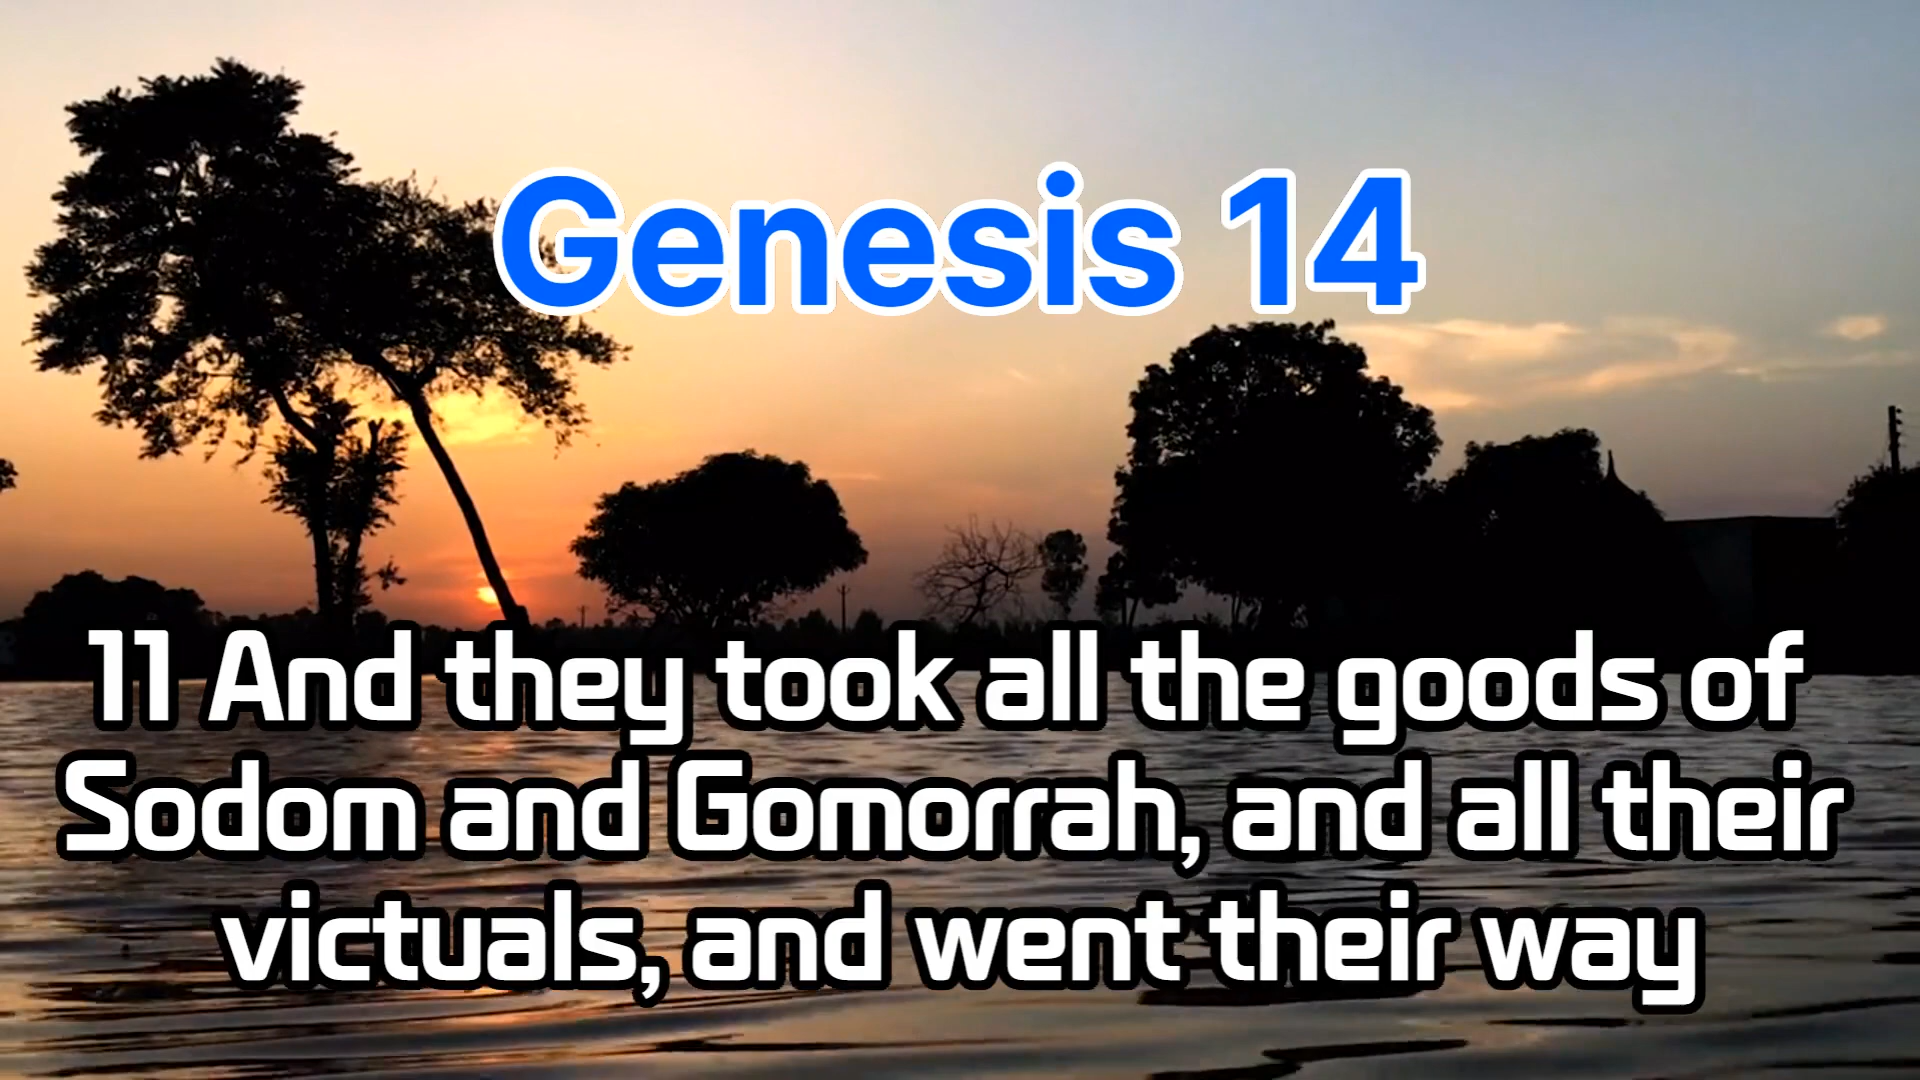 Genesis 14
11 And they took all the goods of
Sodom and Gomorrah, and all their
victuals, and went their way